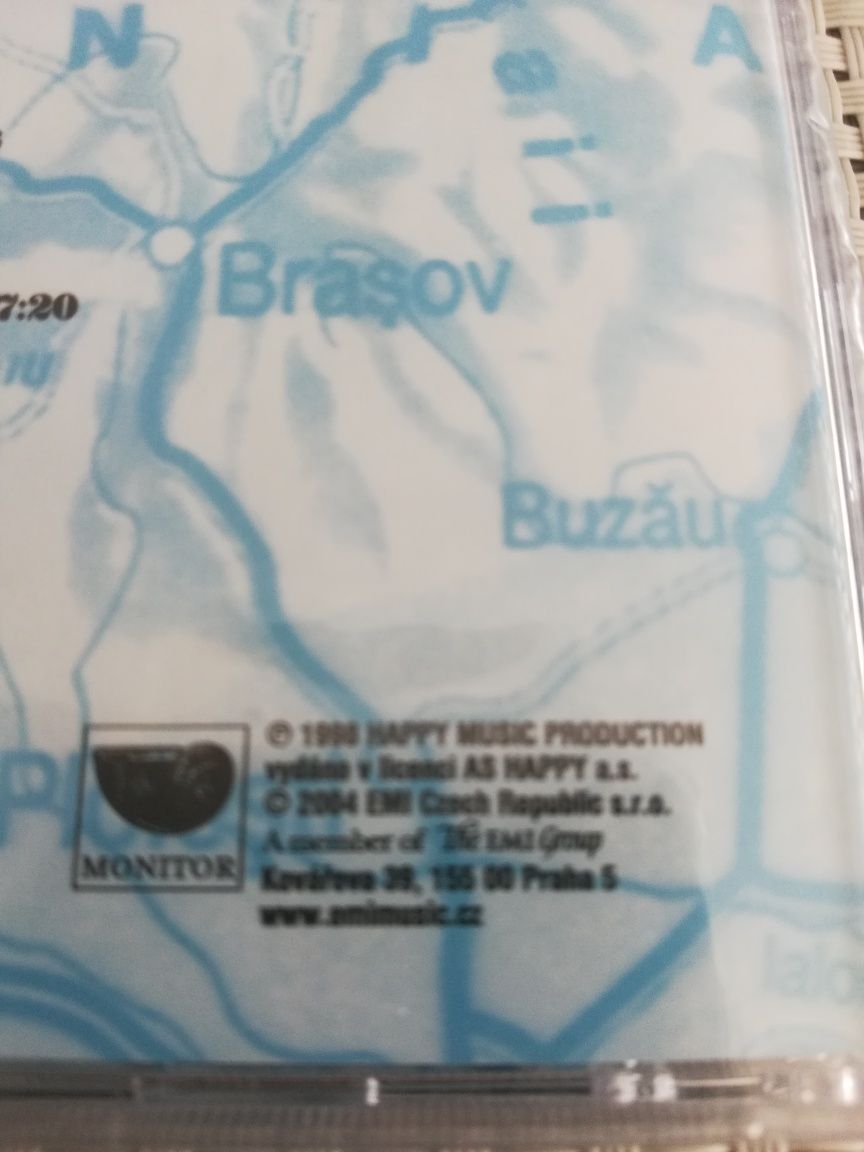 N I A
Brașov
7:20
Buzău
℗ 1998 HAPPY MUSIC PRODUCTION
vydáno v licenci AS HAPPY a.s.
© 2004 EMI Czech Republic s.r.o.
A member of The EMI Group
MONITOR
Kovářova 39, 155 00 Praha 5
www.emimusic.cz